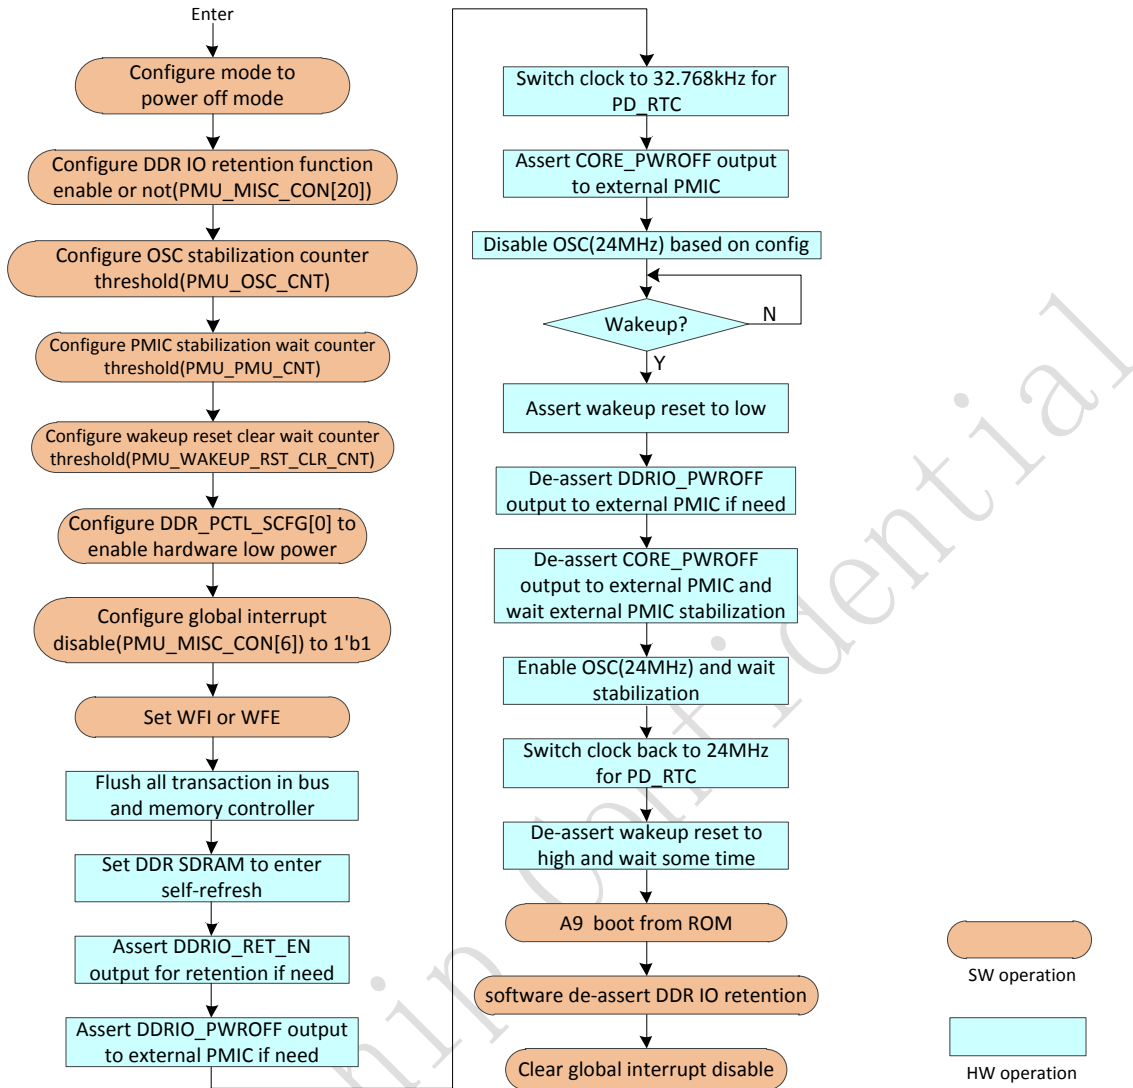 Enter
Configure mode to
power off mode
Configure DDR IO retention function
enable or not(PMU_MISC_CON[20])
Configure OSC stabilization counter
threshold(PMU_OSC_CNT)
Configure PMIC stabilization wait counter
threshold(PMU_PMU_CNT)
Configure wakeup reset clear wait counter
threshold(PMU_WAKEUP_RST_CLR_CNT)
Configure DDR_PCTL_SCFG[0] to
enable hardware low power
Configure global interrupt
disable(PMU_MISC_CON[6]) to 1'b1
Set WFI or WFE
Flush all transaction in bus
and memory controller
Set DDR SDRAM to enter
self-refresh
Assert DDRIO_RET_EN
output for retention if need
Assert DDRIO_PWROFF output
to external PMIC if need
Switch clock to 32.768kHz for
PD_RTC
Assert CORE_PWROFF output
to external PMIC
Disable OSC(24MHz) based on config
Wakeup?
N
Y
Assert wakeup reset to low
De-assert DDRIO_PWROFF
output to external PMIC if need
De-assert CORE_PWROFF
output to external PMIC and
wait external PMIC stabilization
Enable OSC(24MHz) and wait
stabilization
Switch clock back to 24MHz
for PD_RTC
De-assert wakeup reset to
high and wait some time
A9 boot from ROM
software de-assert DDR IO retention
Clear global interrupt disable
SW operation
HW operation
hip Confidential